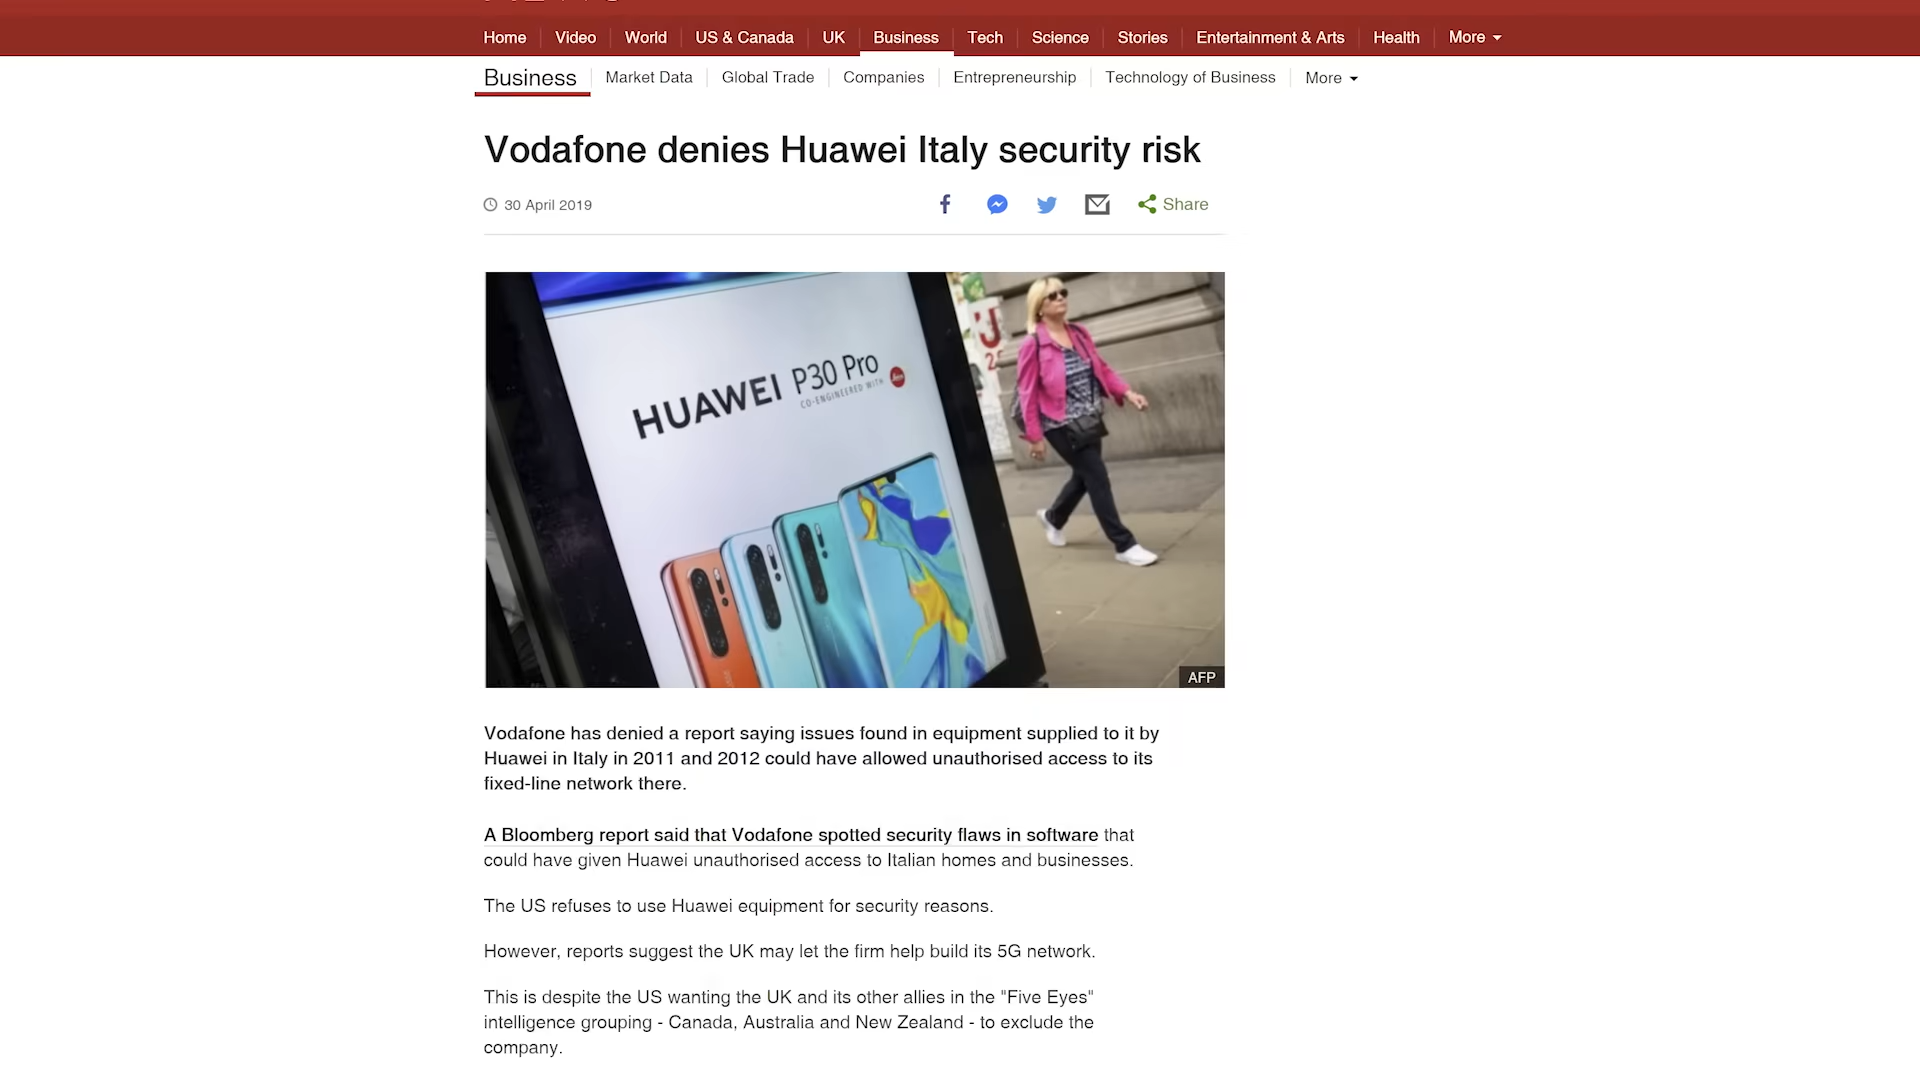 Home Video World US & Canada UK Business Tech Science Stories Entertainment & Arts Health More
Business Market Data Global Trade Companies Entrepreneurship Technology of Business More
Vodafone denies Huawei Italy security risk
30 April 2019 Share
HUAWEI P30 Pro
CO-ENGINEERED WITH
AFP
Vodafone has denied a report saying issues found in equipment supplied to it by
Huawei in Italy in 2011 and 2012 could have allowed unauthorised access to its
fixed-line network there.
A Bloomberg report said that Vodafone spotted security flaws in software that
could have given Huawei unauthorised access to Italian homes and businesses.
The US refuses to use Huawei equipment for security reasons.
However, reports suggest the UK may let the firm help build its 5G network.
This is despite the US wanting the UK and its other allies in the "Five Eyes"
intelligence grouping - Canada, Australia and New Zealand - to exclude the
company.